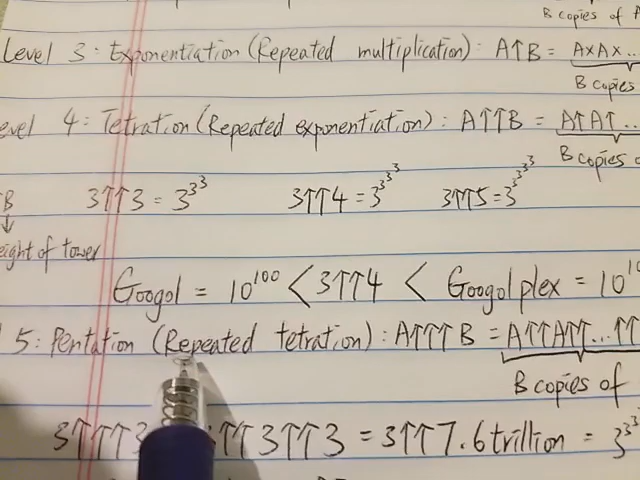 B copies of A
Level 3: Exponentiation (Repeated multiplication): A↑B = A×A×...
B copies
evel 4: Tetration (Repeated exponentiation): A↑↑B = A↑A↑...
B copies o
B 3↑↑3 = 3^3^3 3↑↑4 = 3^3^3^3 3↑↑5 = 3^3^3^3^3
↓
eight of tower
Googol = 10^100 < 3↑↑4 < Googolplex = 10^10
5: Pentation (Repeated tetration): A↑↑↑B = A↑↑A↑↑...↑↑
B copies of
3↑↑↑3 ↑↑3↑↑3 = 3↑↑7.6 trillion = 3^3^3